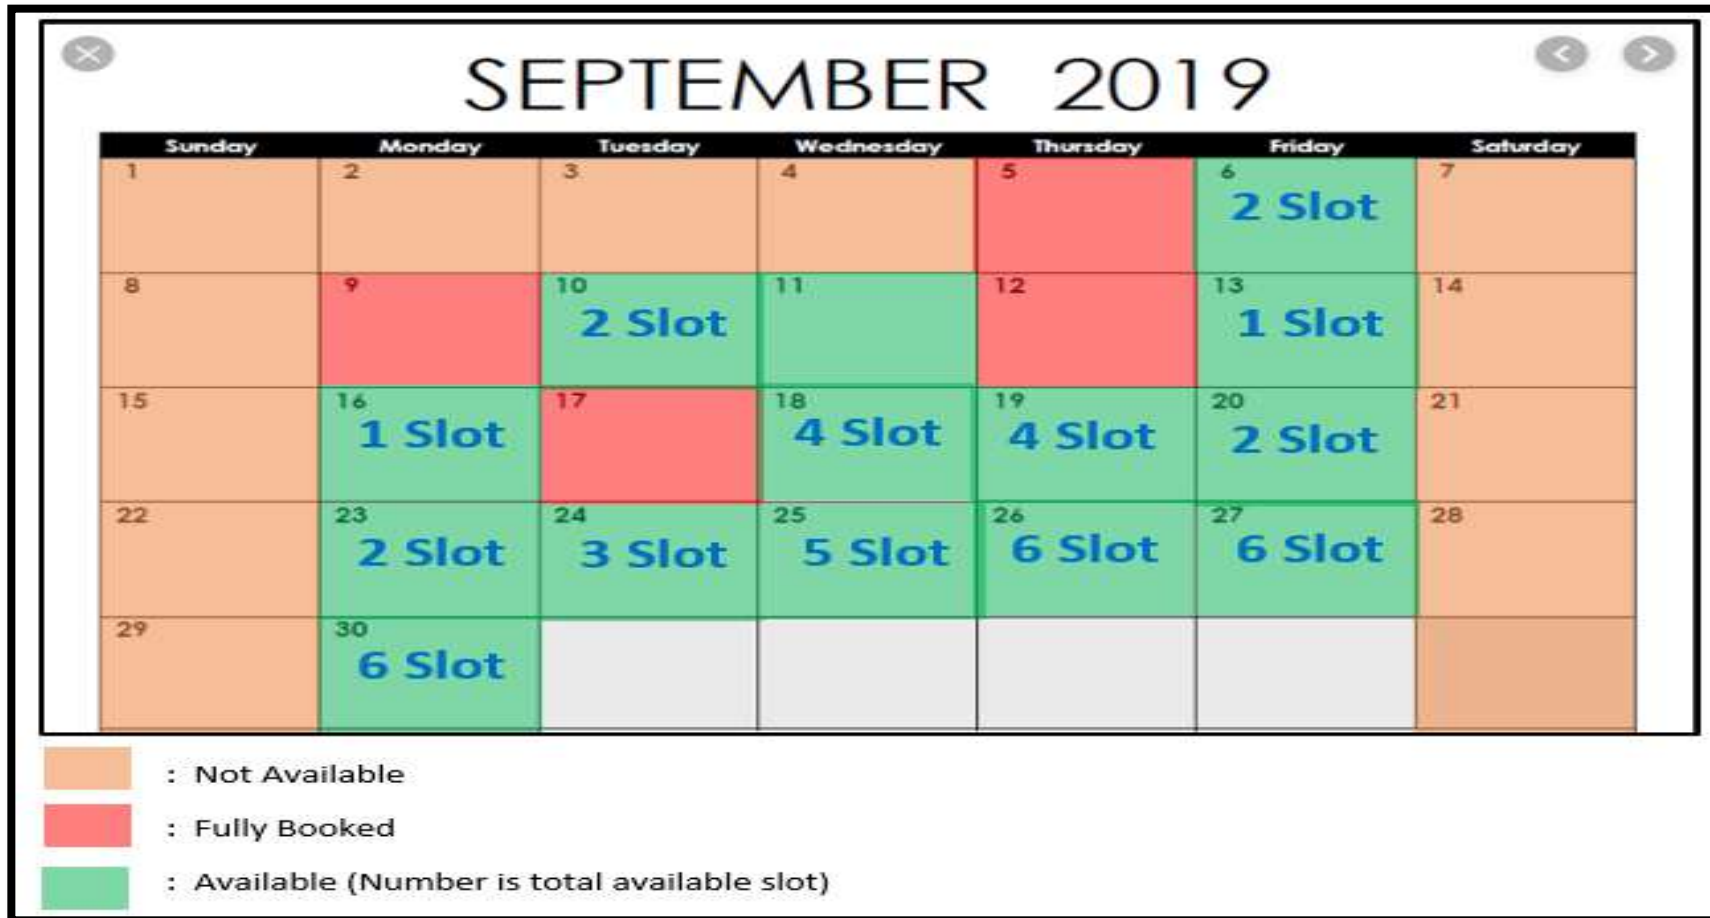 SEPTEMBER 2019
Sunday Monday Tuesday Wednesday Thursday Friday Saturday
1 2 3 4 5 6 7
2 Slot
8 9 10 11 12 13 14
2 Slot 1 Slot
15 16 17 18 19 20 21
1 Slot 4 Slot 4 Slot 2 Slot
22 23 24 25 26 27 28
2 Slot 3 Slot 5 Slot 6 Slot 6 Slot
29 30
6 Slot
: Not Available
: Fully Booked
: Available (Number is total available slot)